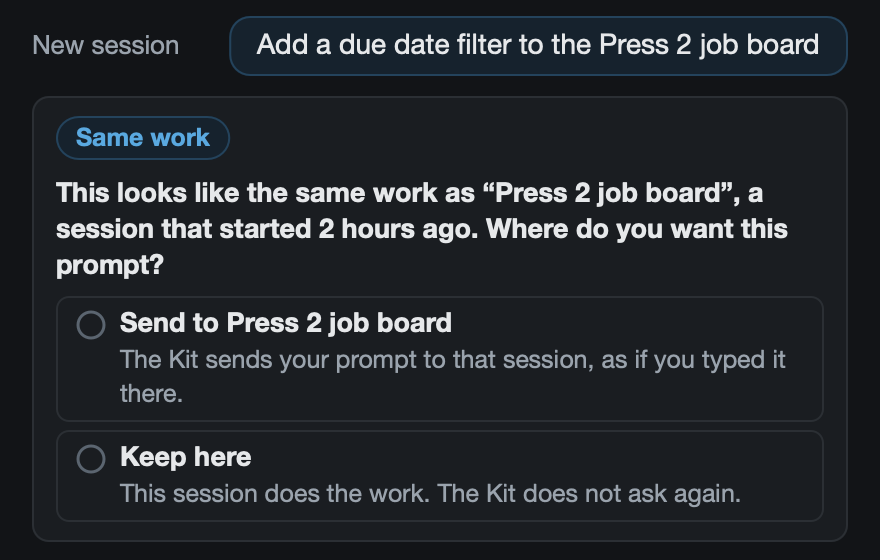 New session
Add a due date filter to the Press 2 job board
Same work
This looks like the same work as “Press 2 job board”, a
session that started 2 hours ago. Where do you want this
prompt?
Send to Press 2 job board
The Kit sends your prompt to that session, as if you typed it
there.
Keep here
This session does the work. The Kit does not ask again.